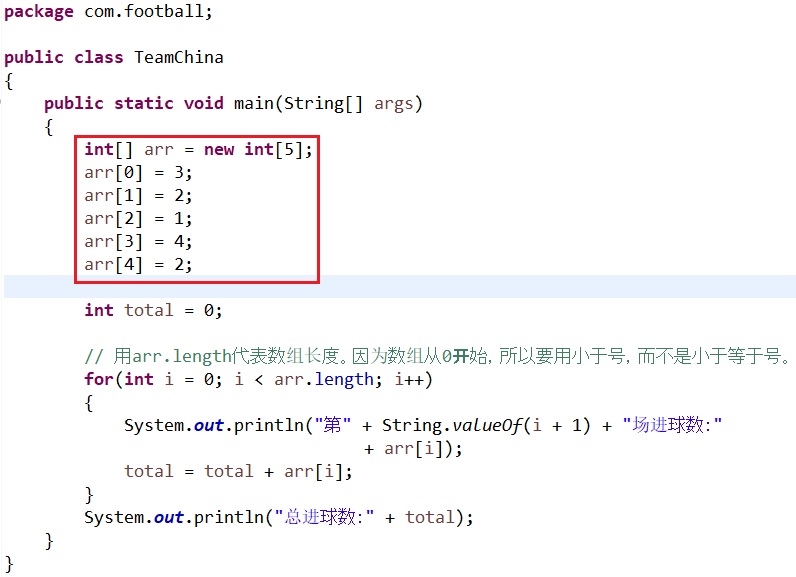 package com.football;
public class TeamChina
{
public static void main(String[] args)
{
int[] arr = new int[5];
arr[0] = 3;
arr[1] = 2;
arr[2] = 1;
arr[3] = 4;
arr[4] = 2;
int total = 0;
// 用arr.length代表数组长度。因为数组从0开始, 所以要用小于号, 而不是小于等于号。
for(int i = 0; i < arr.length; i++)
{
System.out.println("第" + String.valueOf(i + 1) + "场进球数:"
+ arr[i]);
total = total + arr[i];
}
System.out.println("总进球数:" + total);
}
}